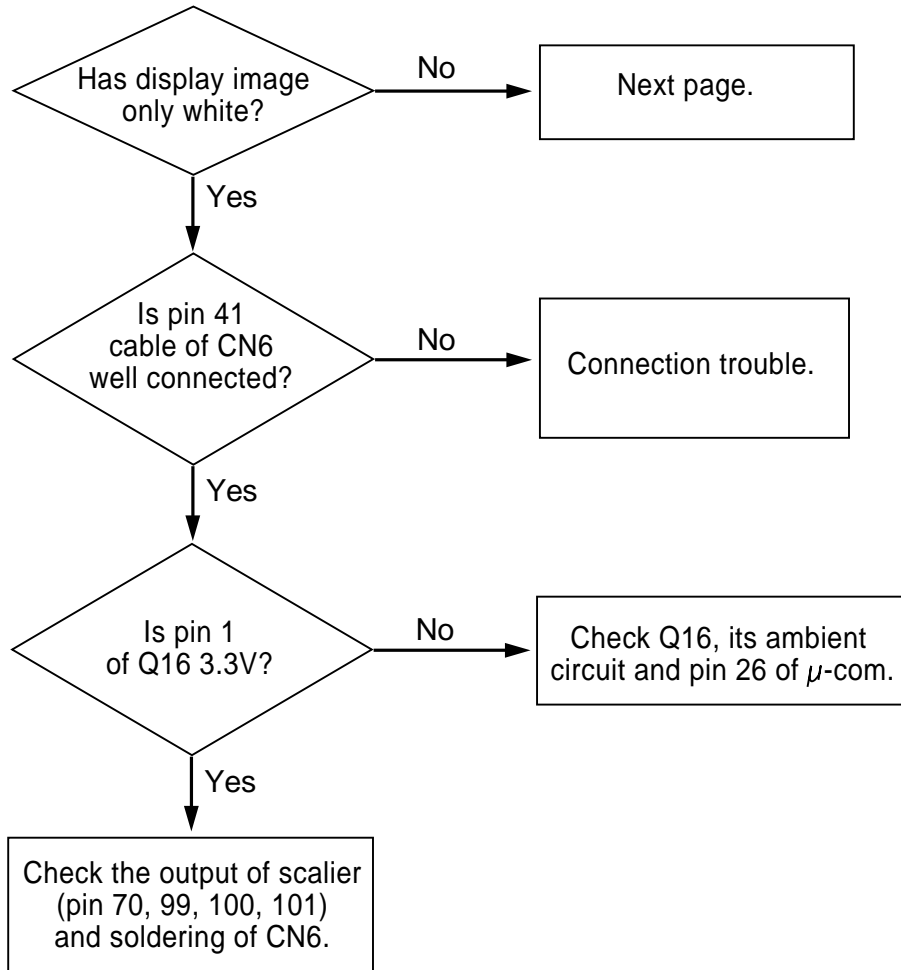 Has display image
only white?
No
Next page.
Yes
Is pin 41
cable of CN6
well connected?
No
Connection trouble.
Yes
Is pin 1
of Q16 3.3V?
No
Check Q16, its ambient
circuit and pin 26 of µ-com.
Yes
Check the output of scalier
(pin 70, 99, 100, 101)
and soldering of CN6.